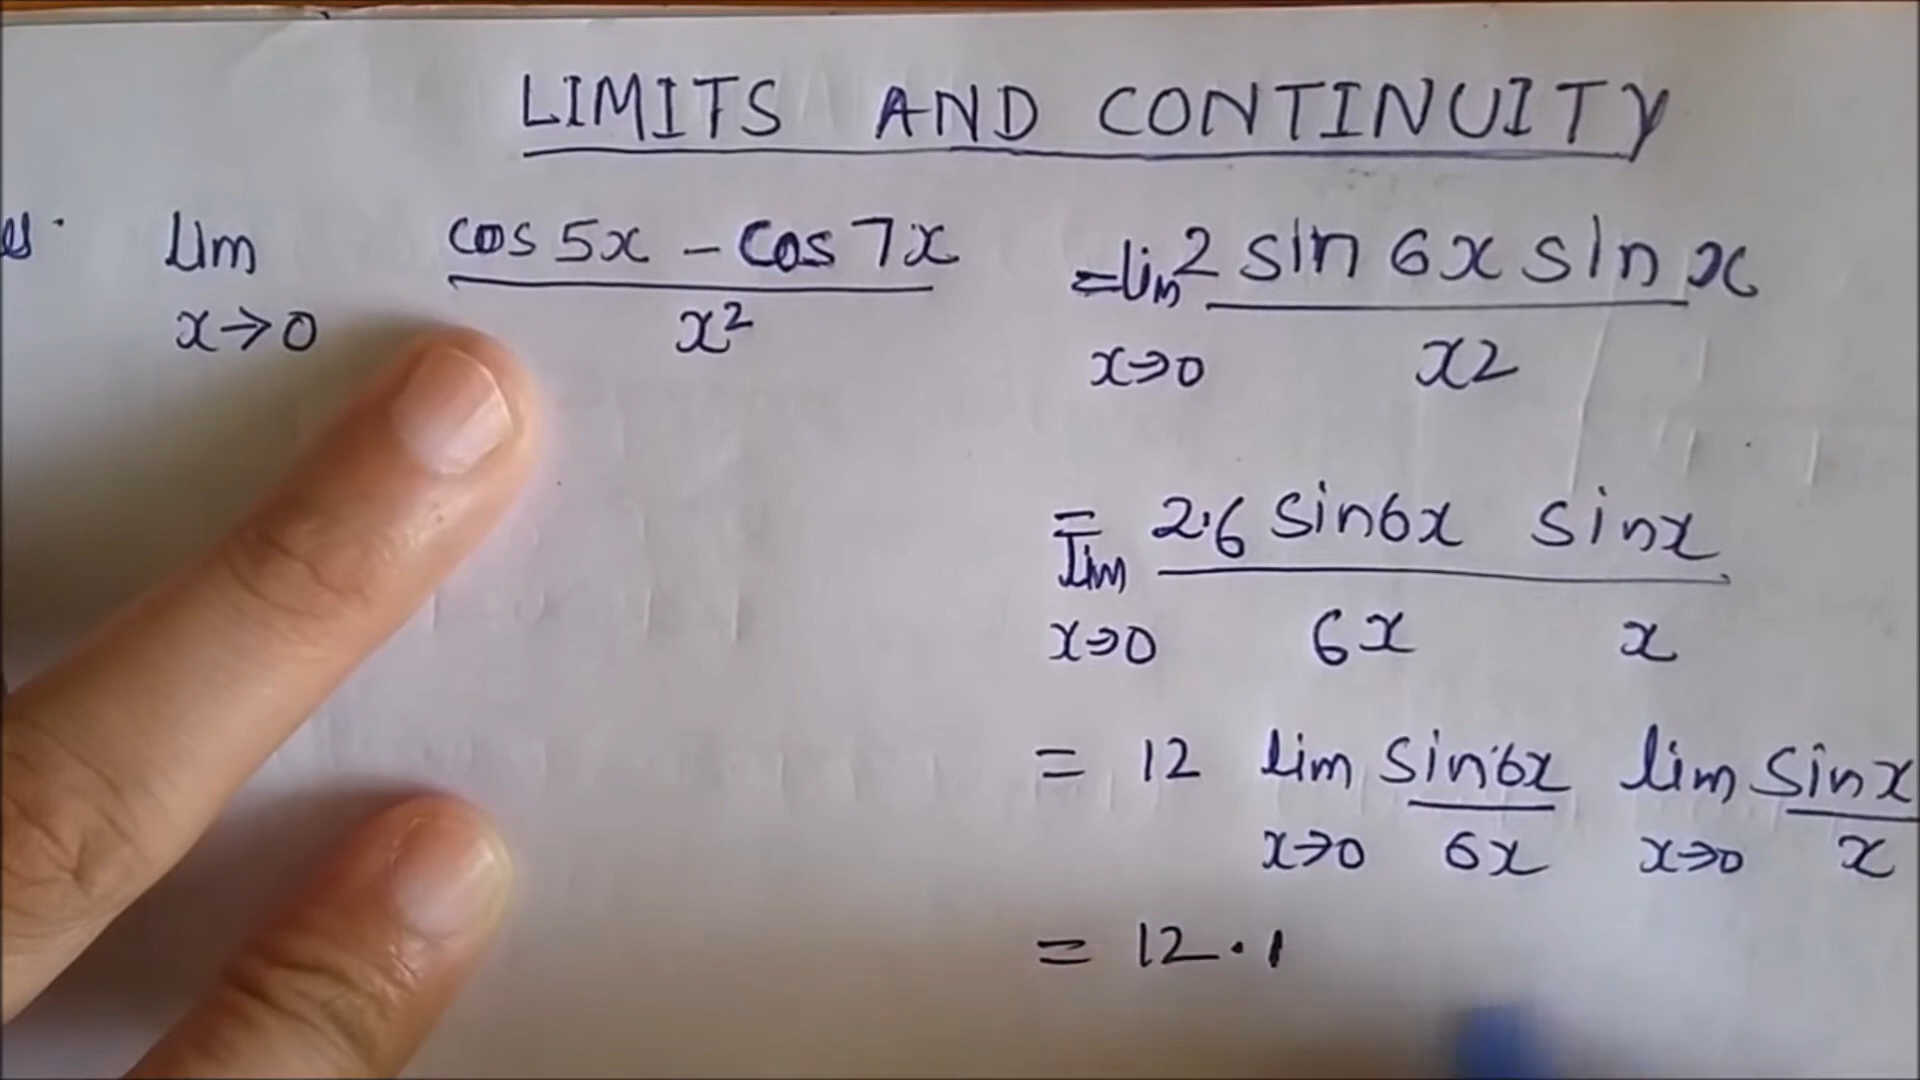 LIMITS AND CONTINUITY
lim cos 5x - cos 7x = lim 2 sin 6x sin x
x→0 x² x→0 x2
= lim 2·6 sin6x sinx
x→0 6x x
= 12 lim sin6x lim sinx
x→0 6x x→0 x
= 12 · 1